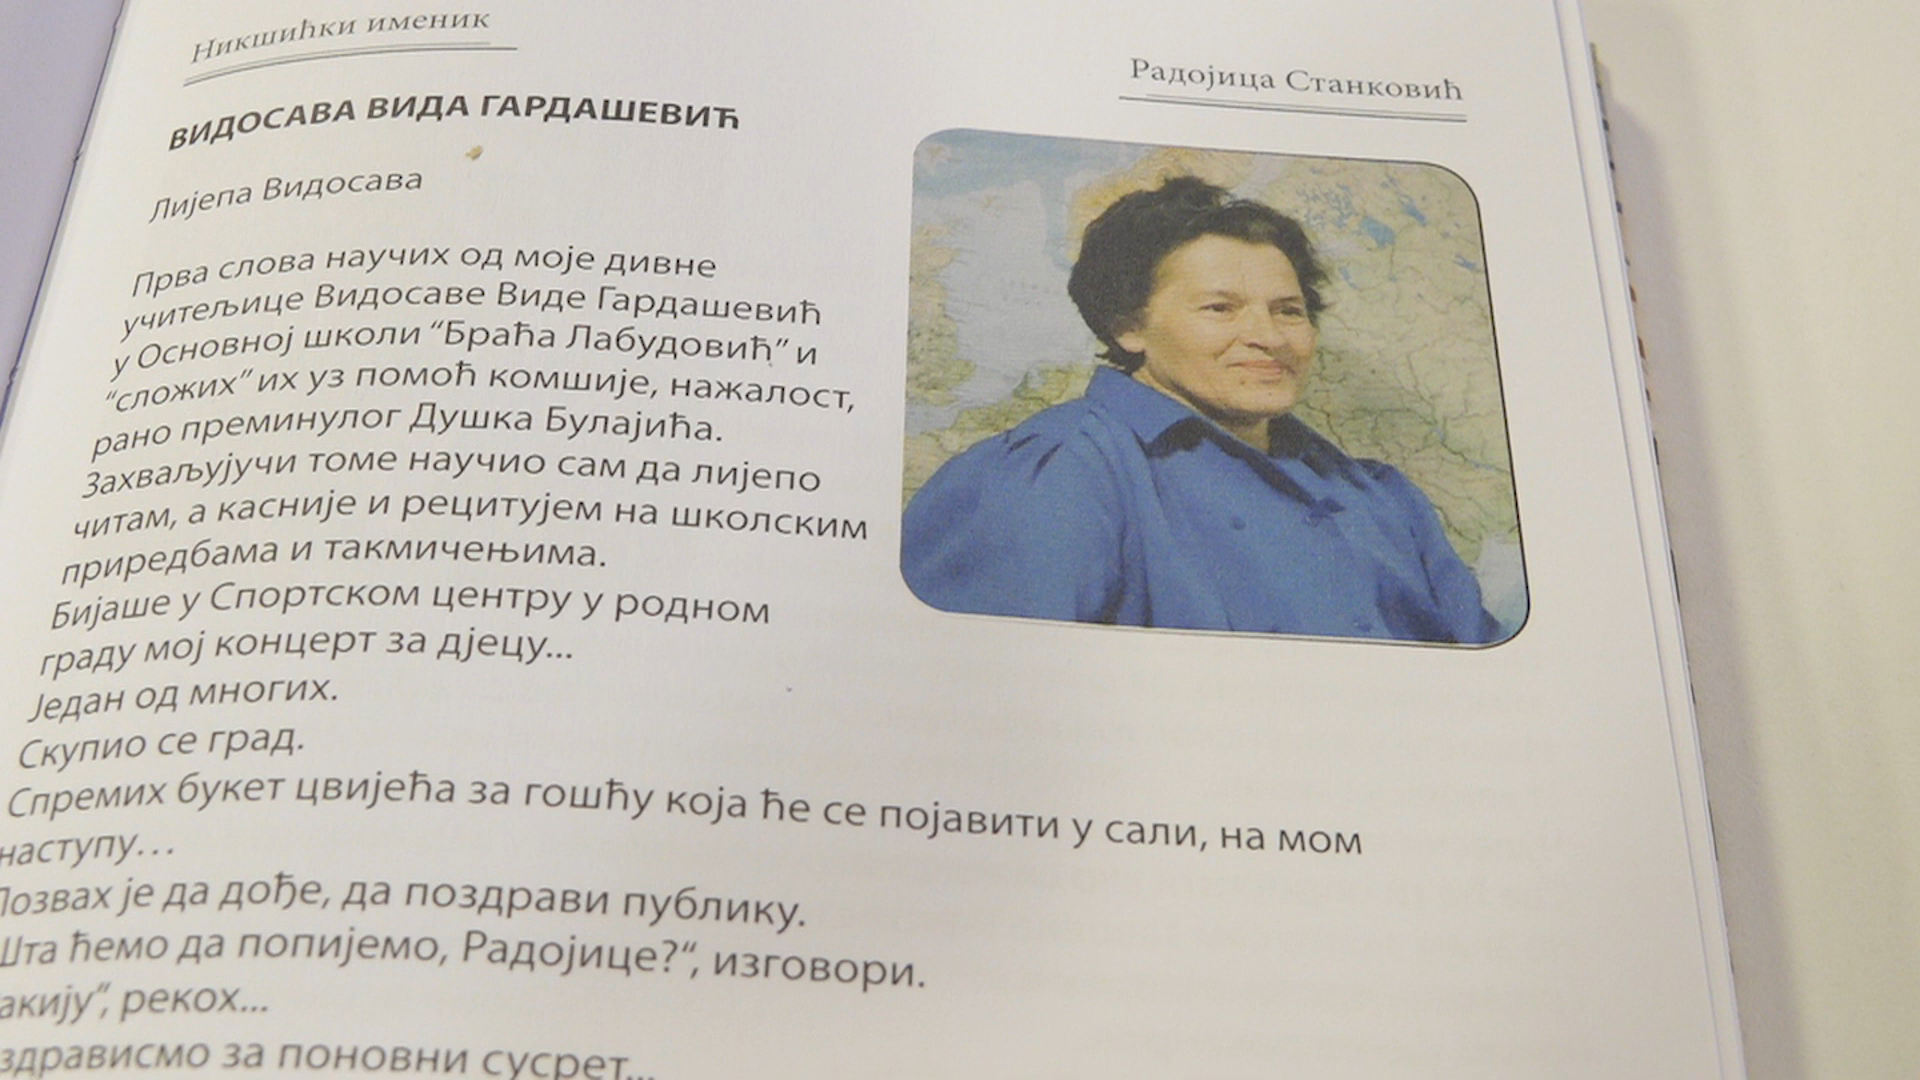 Никшићки именик
Радојица Станковић
ВИДОСАВА ВИДА ГАРДАШЕВИЋ
Лијепа Видосава
Прва слова научих од моје дивне
учитељице Видосаве Виде Гардашевић
у Основној школи “Браћа Лабудовић” и
“сложих” их уз помоћ комшије, нажалост,
рано преминулог Душка Булајића.
Захваљујучи томе научио сам да лијепо
читам, а касније и рецитујем на школским
приредбама и такмичењима.
Бијаше у Спортском центру у родном
граду мој концерт за дјецу...
Један од многих.
Скупио се град.
Спремих букет цвијећа за гошћу која ће се појавити у сали, на мом
наступу...
Позвах је да дође, да поздрави публику.
Шта ћемо да попијемо, Радојице?“, изговори.
рекох...
за поновни сусрет...